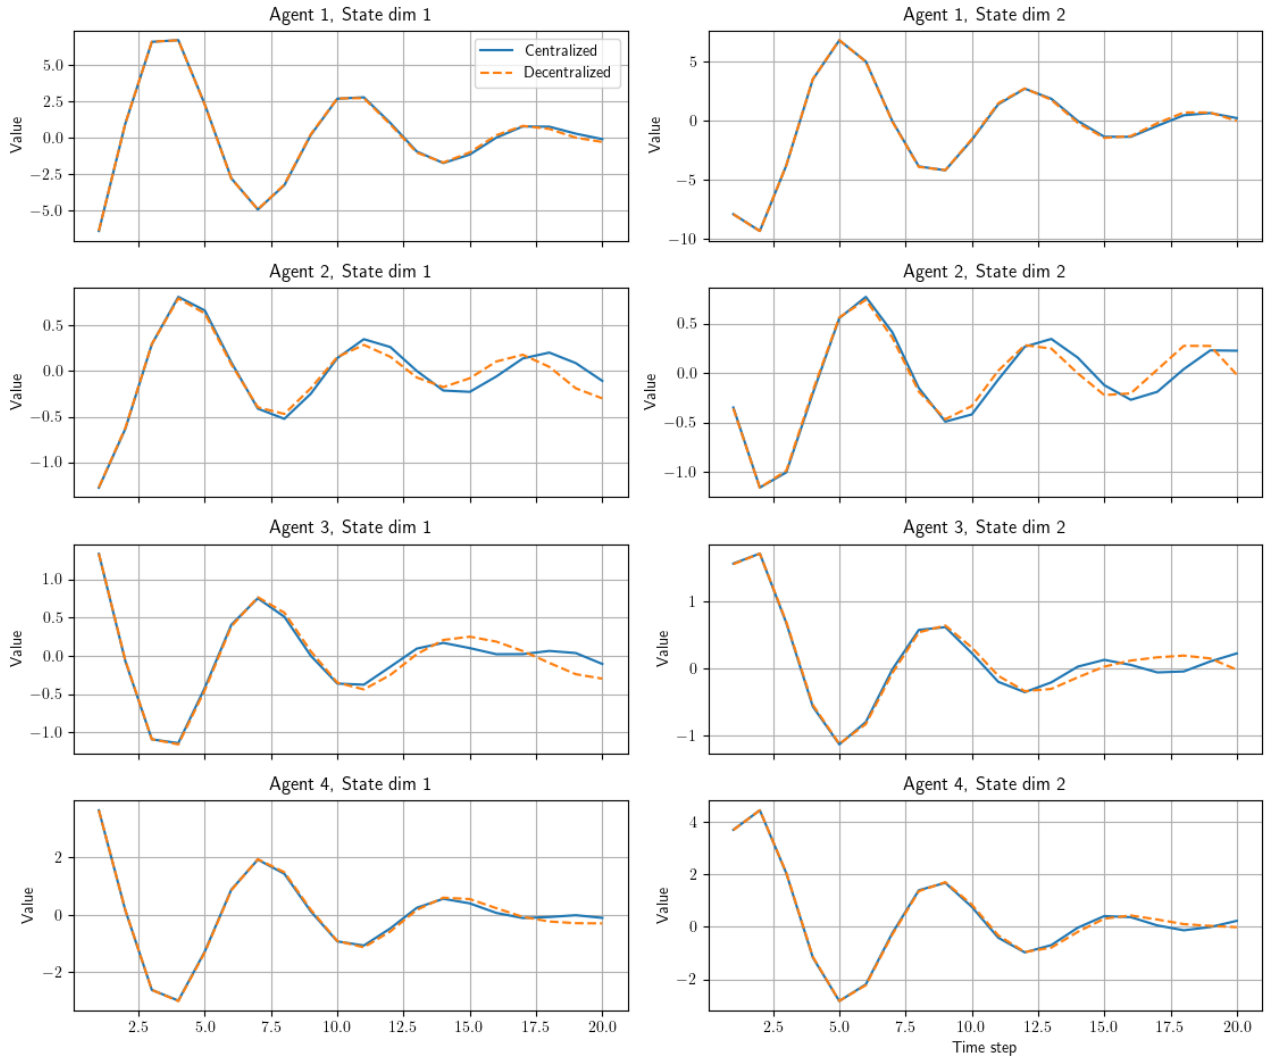 Agent 1, State dim 1
Value
5.0
2.5
0.0
−2.5
−5.0
Centralized
Decentralized
Agent 1, State dim 2
Value
5
0
−5
−10
Agent 2, State dim 1
Value
0.5
0.0
−0.5
−1.0
Agent 2, State dim 2
Value
0.5
0.0
−0.5
−1.0
Agent 3, State dim 1
Value
1.0
0.5
0.0
−0.5
−1.0
Agent 3, State dim 2
Value
1
0
−1
Agent 4, State dim 1
Value
2
0
−2
2.5 5.0 7.5 10.0 12.5 15.0 17.5 20.0
Agent 4, State dim 2
Value
4
2
0
−2
2.5 5.0 7.5 10.0 12.5 15.0 17.5 20.0
Time step